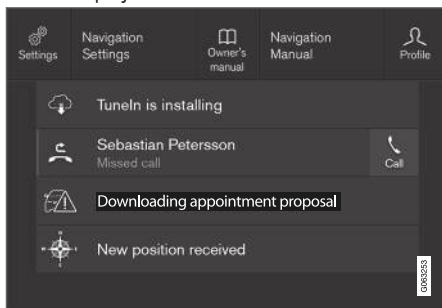 Settings
Navigation
Settings
Owner's
manual
Navigation
Manual
Profile
TuneIn is installing
Sebastian Petersson
Missed call
Call
Downloading appointment proposal
New position received
G063253